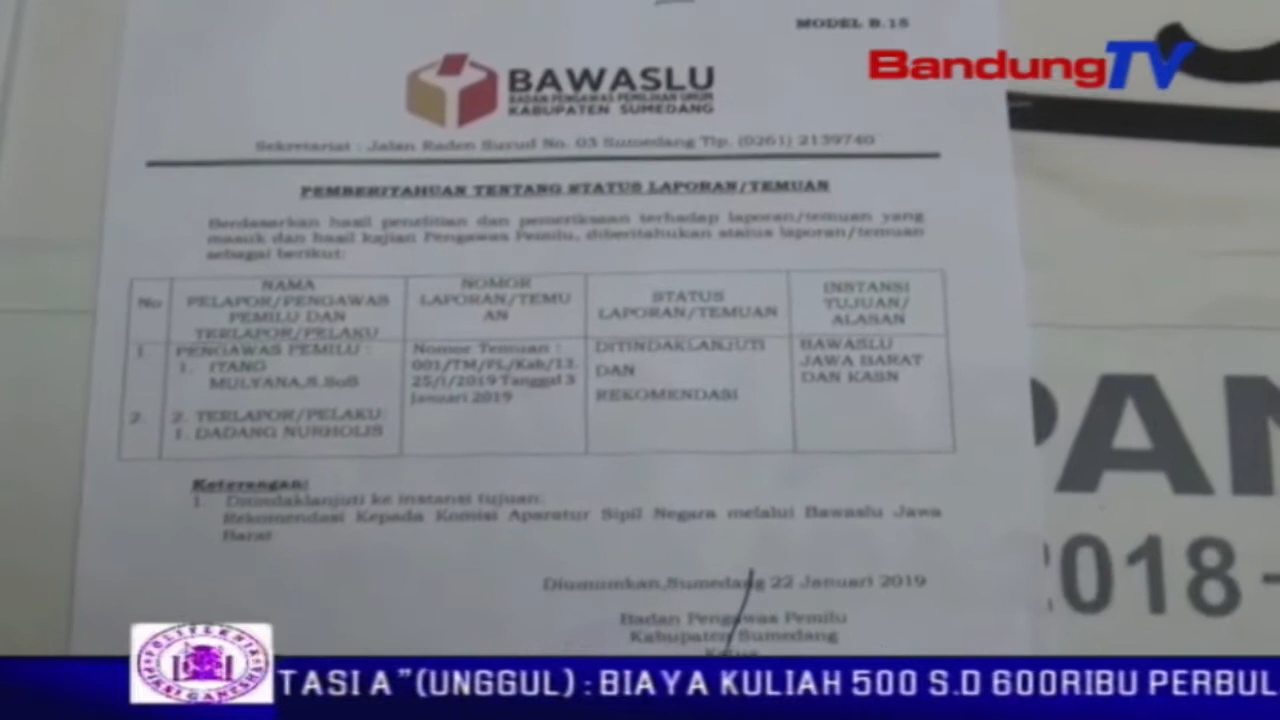 MODEL B.15
BandungTV
BAWASLU
BADAN PENGAWAS PEMILIHAN UMUM
KABUPATEN SUMEDANG
Sekretariat : Jalan Raden Suyud No. 03 Sumedang Tlp. (0261) 2139740
PEMBERITAHUAN TENTANG STATUS LAPORAN/TEMUAN
Berdasarkan hasil penelitian dan pemeriksaan terhadap laporan/temuan yang
masuk dan hasil kajian Pengawas Pemilu, diberitahukan status laporan/temuan
sebagai berikut:
No
NAMA
PELAPOR/PENGAWAS
PEMILU DAN
TERLAPOR/PELAKU
NOMOR
LAPORAN/TEMU
AN
STATUS
LAPORAN/TEMUAN
INSTANSI
TUJUAN/
ALASAN
1.
PENGAWAS PEMILU :
1. ITANG
MULYANA,S.SoS
Nomor Temuan :
001/TM/PL/Kab/13.
25/I/2019 Tanggal 3
Januari 2019
DITINDAKLANJUTI
DAN
REKOMENDASI
BAWASLU
JAWA BARAT
DAN KASN
2.
2. TERLAPOR/PELAKU:
1. DADANG NURHOLIS
Keterangan:
1. Ditindaklanjuti ke instansi tujuan:
Rekomendasi Kepada Komisi Aparatur Sipil Negara melalui Bawaslu Jawa
Barat
Diumumkan,Sumedang 22 Januari 2019
Badan Pengawas Pemilu
Kabupaten Sumedang
Ketua
PAN
2018-
TASIA"(UNGGUL) : BIAYA KULIAH 500 S.D 600RIBU PERBUL